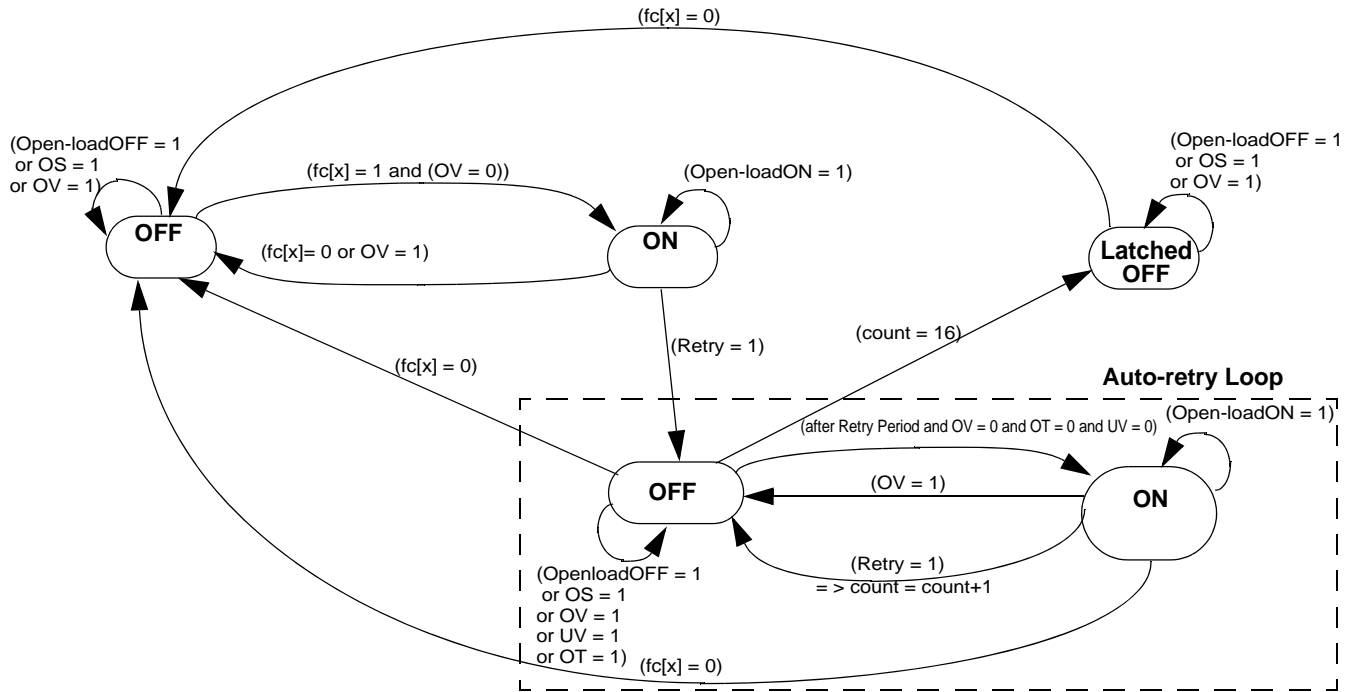 (fc[x] = 0)
(Open-loadOFF = 1
or OS = 1
or OV = 1)
(fc[x] = 1 and (OV = 0))
(Open-loadON = 1)
(Open-loadOFF = 1
or OS = 1
or OV = 1)
OFF
(fc[x]= 0 or OV = 1)
ON
Latched
OFF
(Retry = 1)
(count = 16)
(fc[x] = 0)
Auto-retry Loop
(after Retry Period and OV = 0 and OT = 0 and UV = 0)
(Open-loadON = 1)
OFF
(OV = 1)
ON
(Retry = 1)
= > count = count+1
(OpenloadOFF = 1
or OS = 1
or OV = 1
or UV = 1
or OT = 1)
(fc[x] = 0)